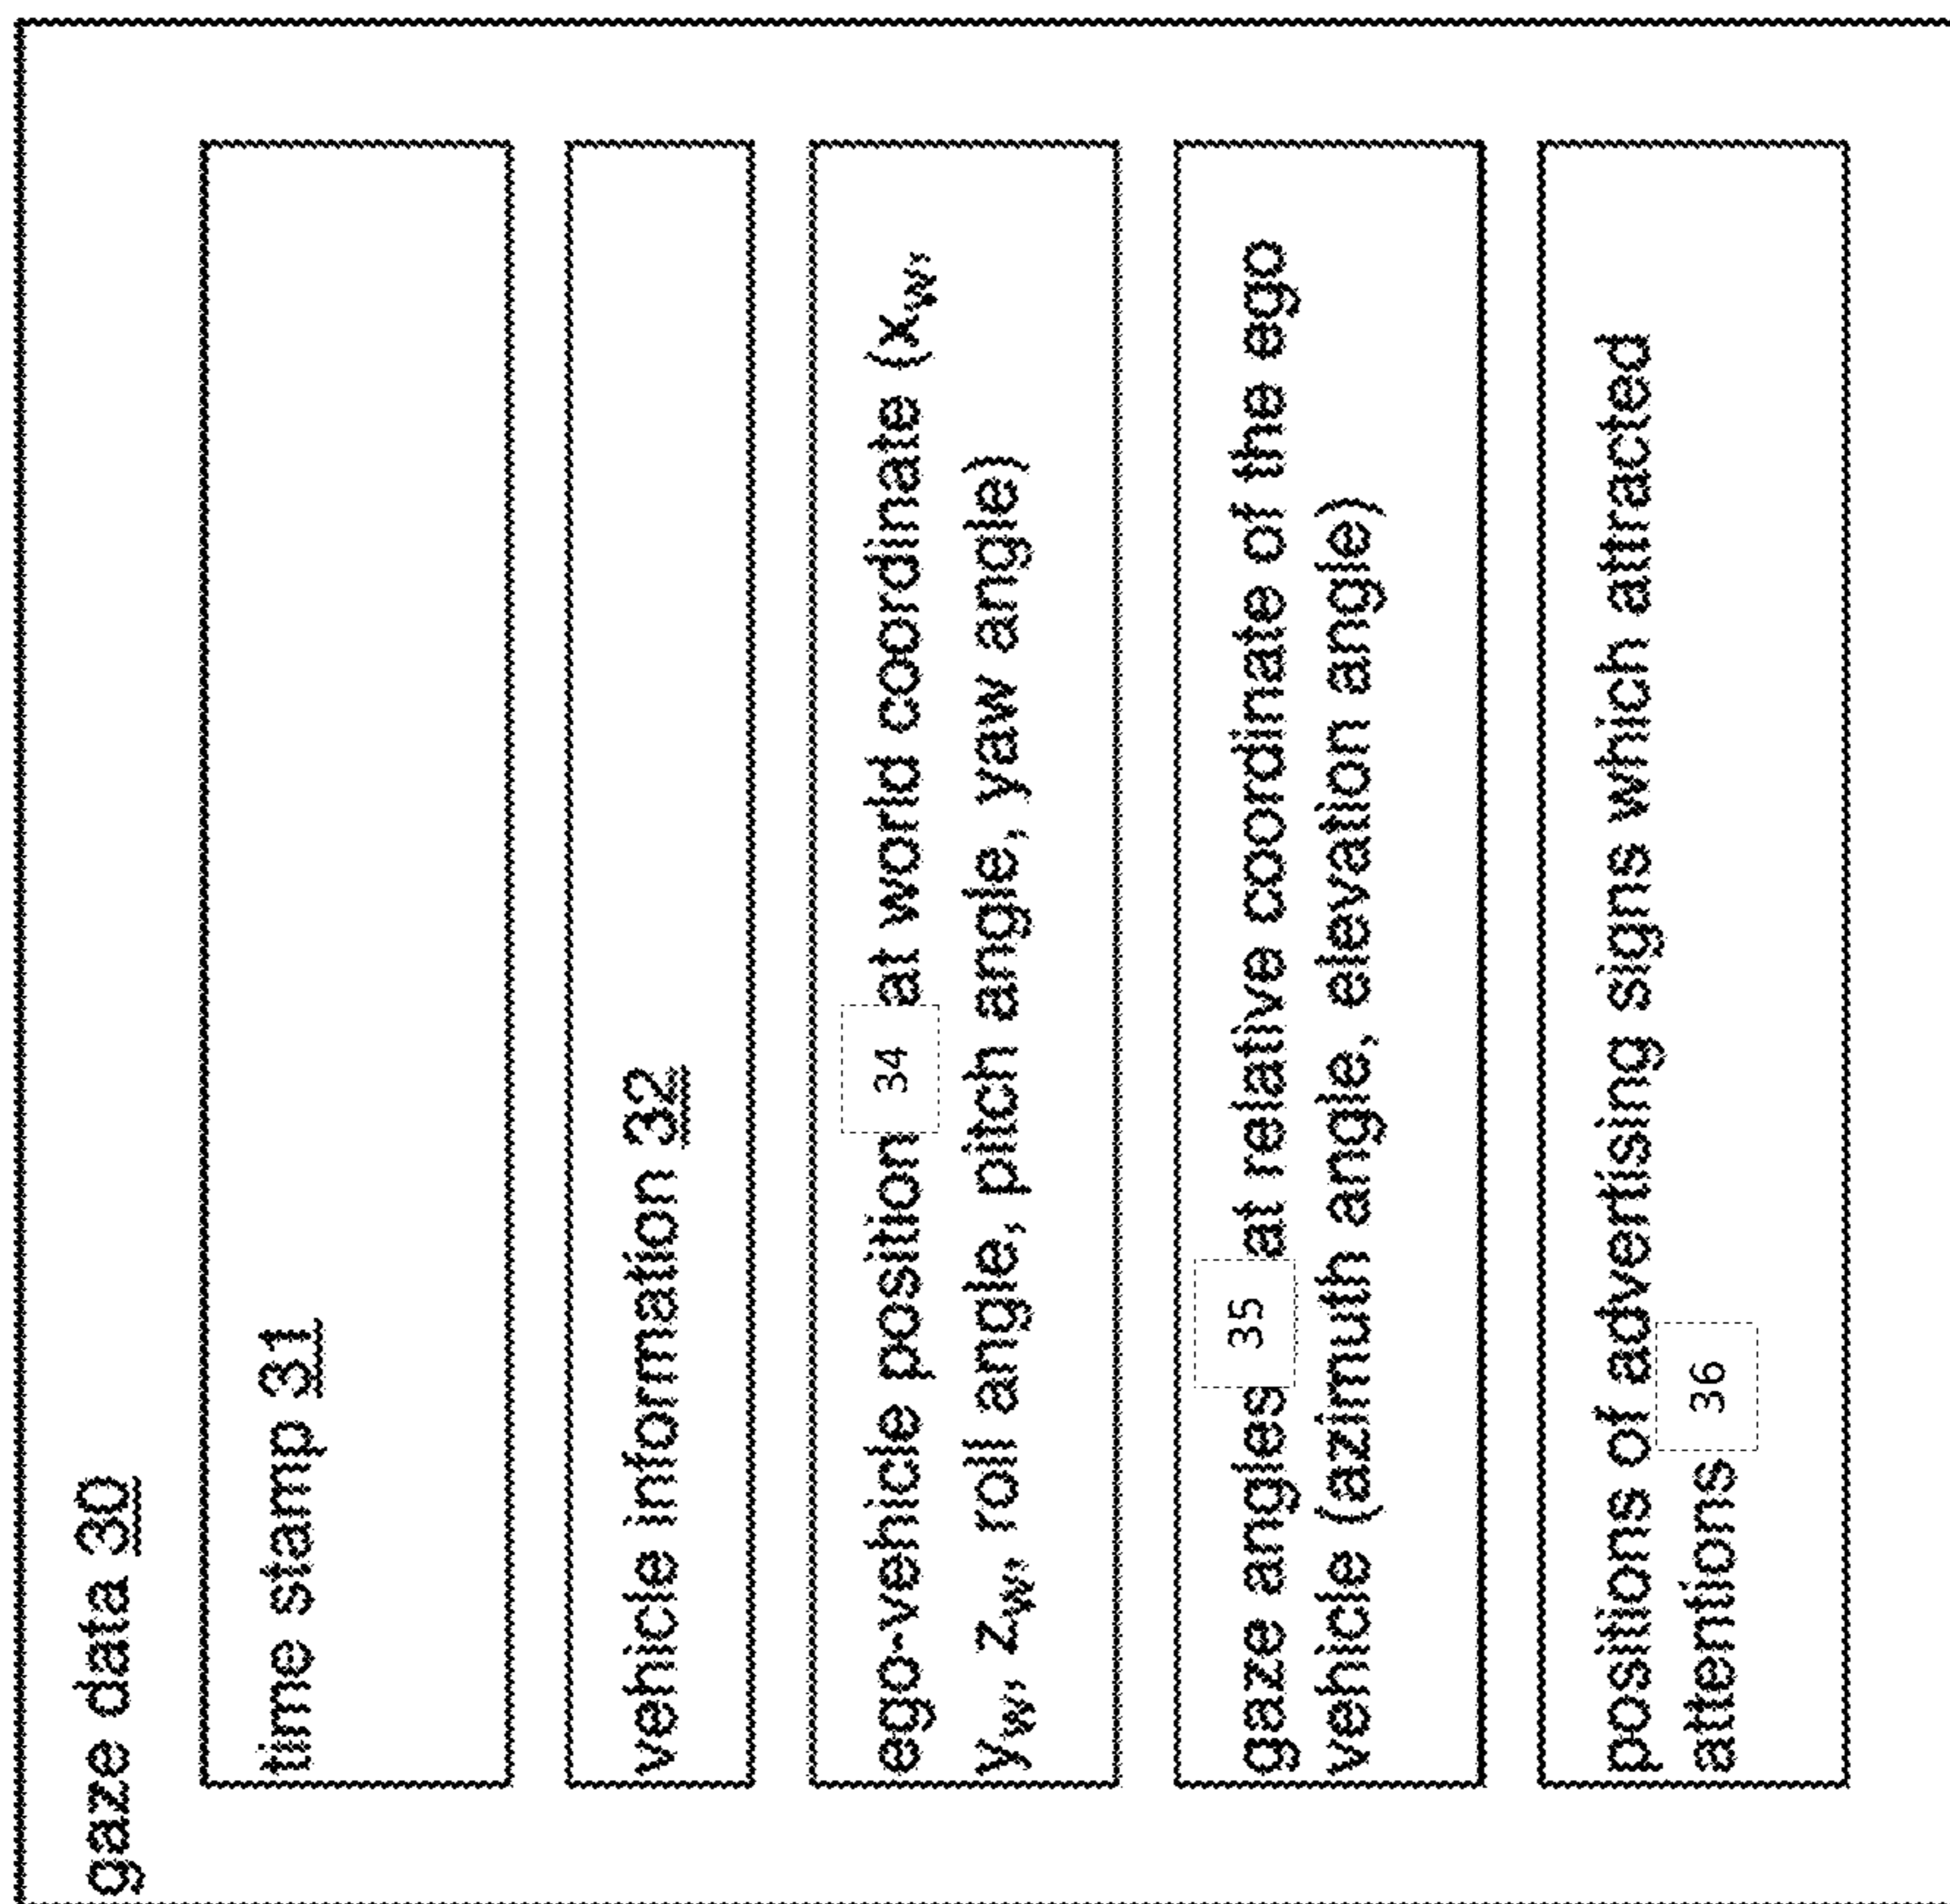 gaze data 30
time stamp 31
vehicle information 32
ego-vehicle position 34 at world coordinate (xw,
yw, zw, roll angle, pitch angle, yaw angle)
gaze angles 35 at relative coordinate of the ego
vehicle (azimuth angle, elevation angle)
positions of advertising signs which attracted
attentions 36